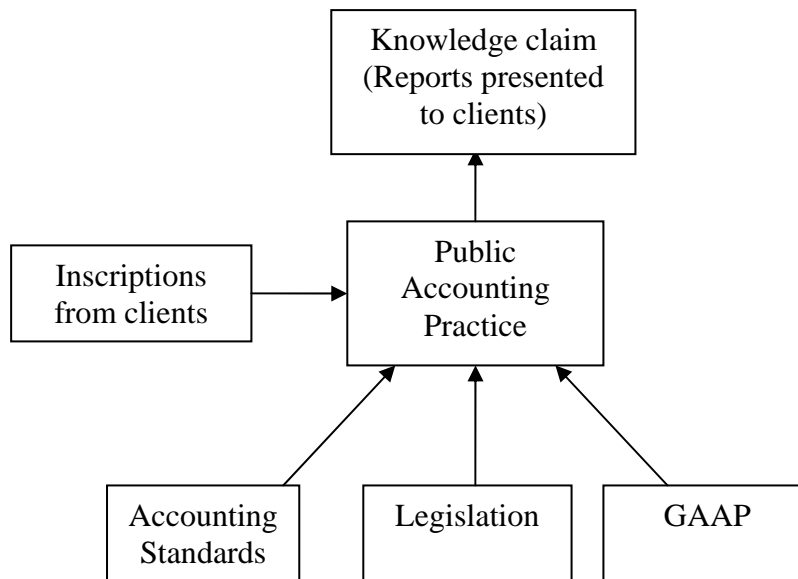 Knowledge claim
(Reports presented
to clients)
Public
Accounting
Practice
Inscriptions
from clients
Accounting
Standards
Legislation
GAAP